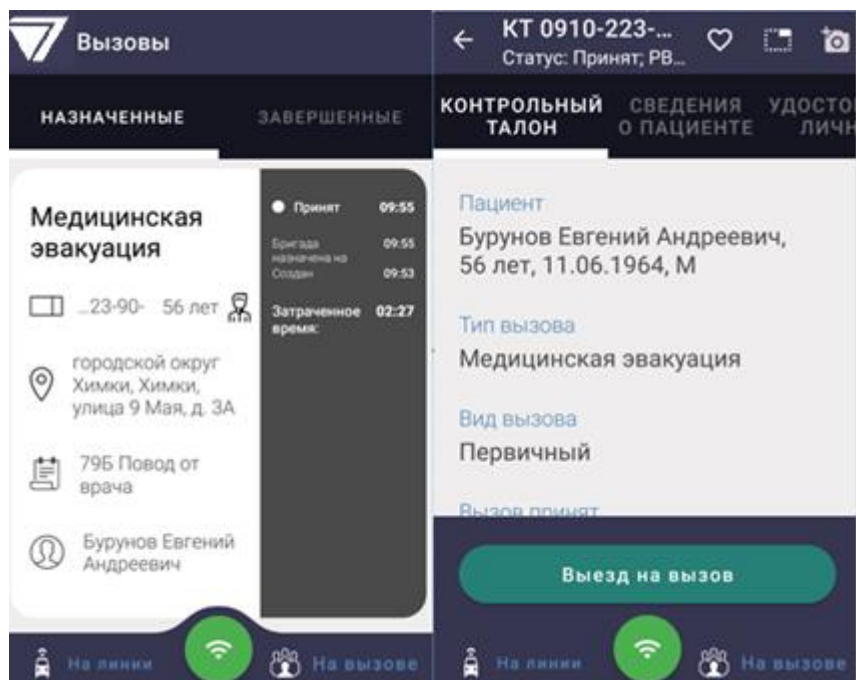 Вызовы
НАЗНАЧЕННЫЕ
ЗАВЕРШЕННЫЕ
Медицинская
эвакуация
...23-90- 56 лет
городской округ
Химки, Химки,
улица 9 Мая, д. 3А
79Б Повод от
врача
Бурунов Евгений
Андреевич
Принят 09:55
Бригада 09:55
назначена на
Создан 09:53
Затраченное 02:27
время:
На линии
На вызове
КТ 0910-223-...
Статус: Принят; РВ...
КОНТРОЛЬНЫЙ
ТАЛОН
СВЕДЕНИЯ
О ПАЦИЕНТЕ
УДОСТО
ЛИЧН
Пациент
Бурунов Евгений Андреевич,
56 лет, 11.06.1964, М
Тип вызова
Медицинская эвакуация
Вид вызова
Первичный
Вызов принят
Выезд на вызов
На линии
На вызове